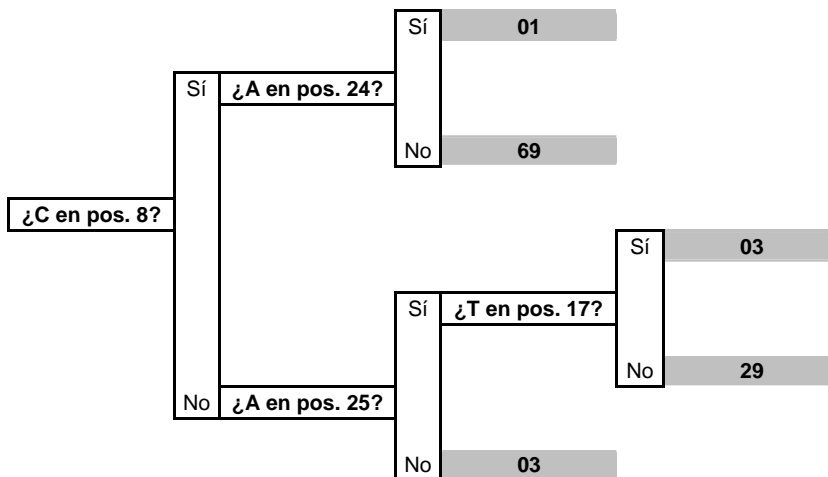 Sí 01
Sí ¿A en pos. 24?
No 69
¿C en pos. 8?
Sí 03
Sí ¿T en pos. 17?
No 29
No ¿A en pos. 25?
No 03